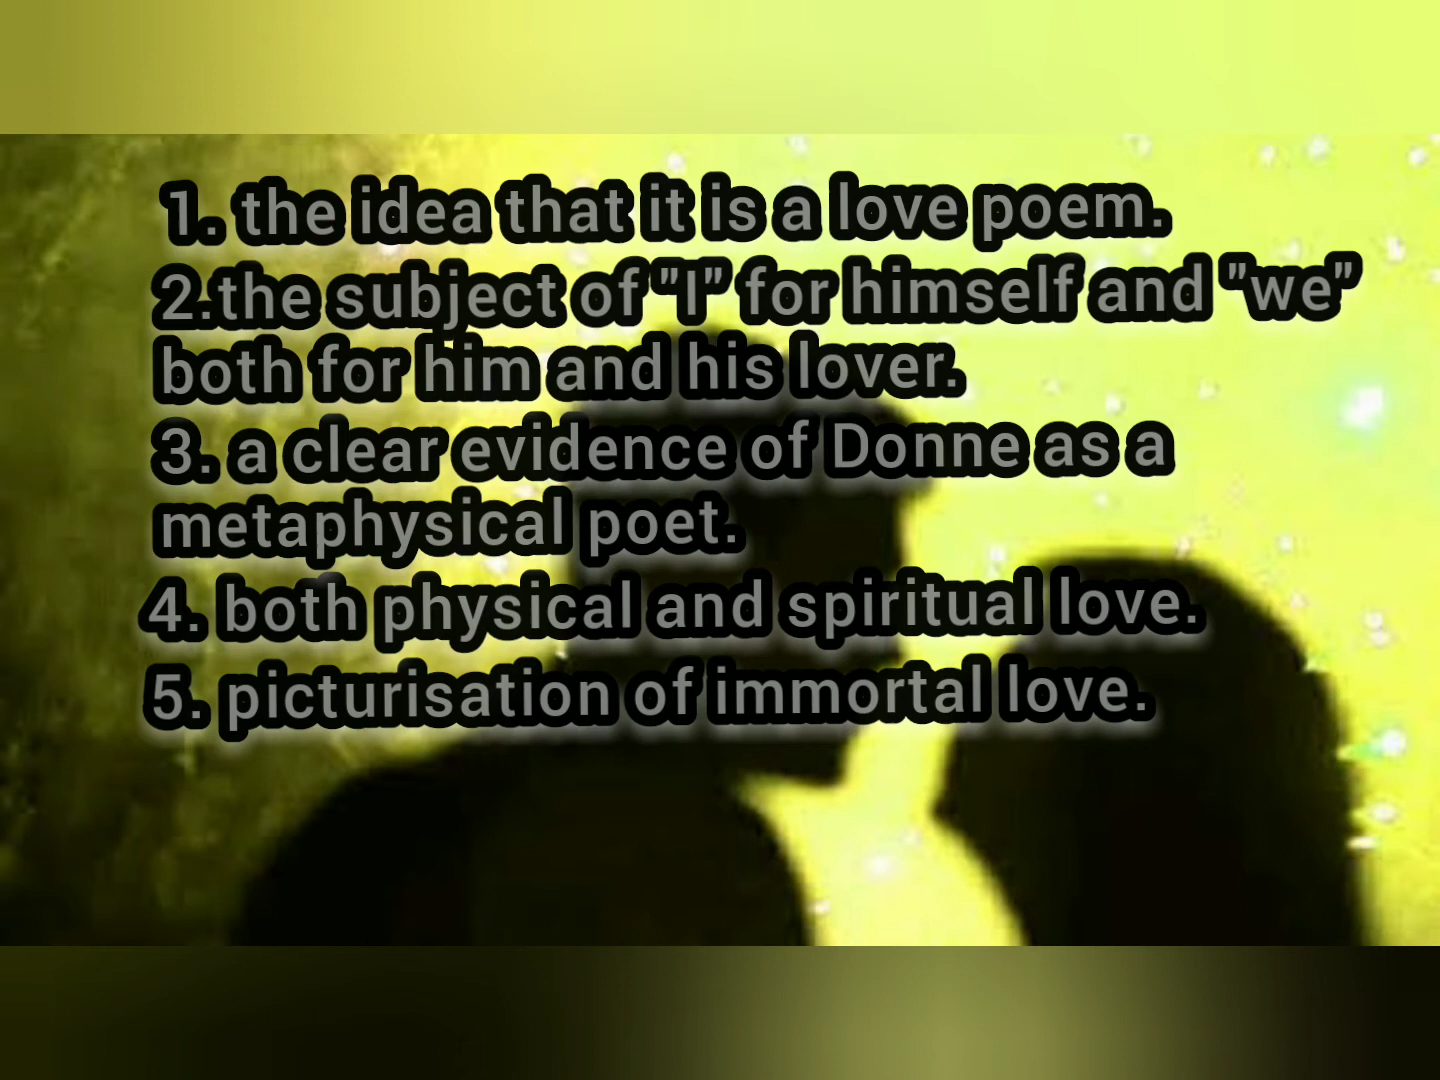 1. the idea that it is a love poem.
2.the subject of "I" for himself and "we"
both for him and his lover.
3. a clear evidence of Donne as a
metaphysical poet.
4. both physical and spiritual love.
5. picturisation of immortal love.